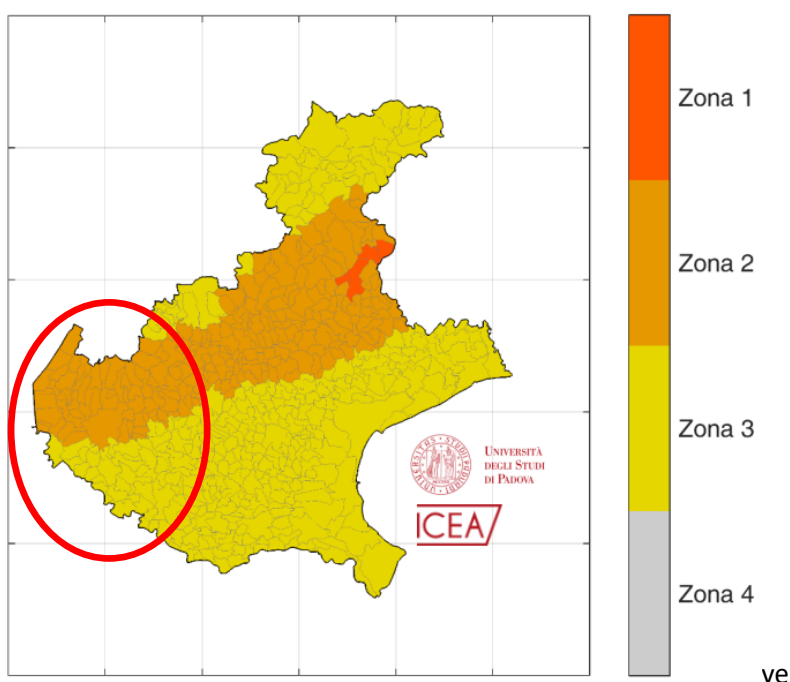 Zona 1
Zona 2
Zona 3
Zona 4
UNIVERSITÀ
DEGLI STUDI
DI PADOVA
ICEA
ve